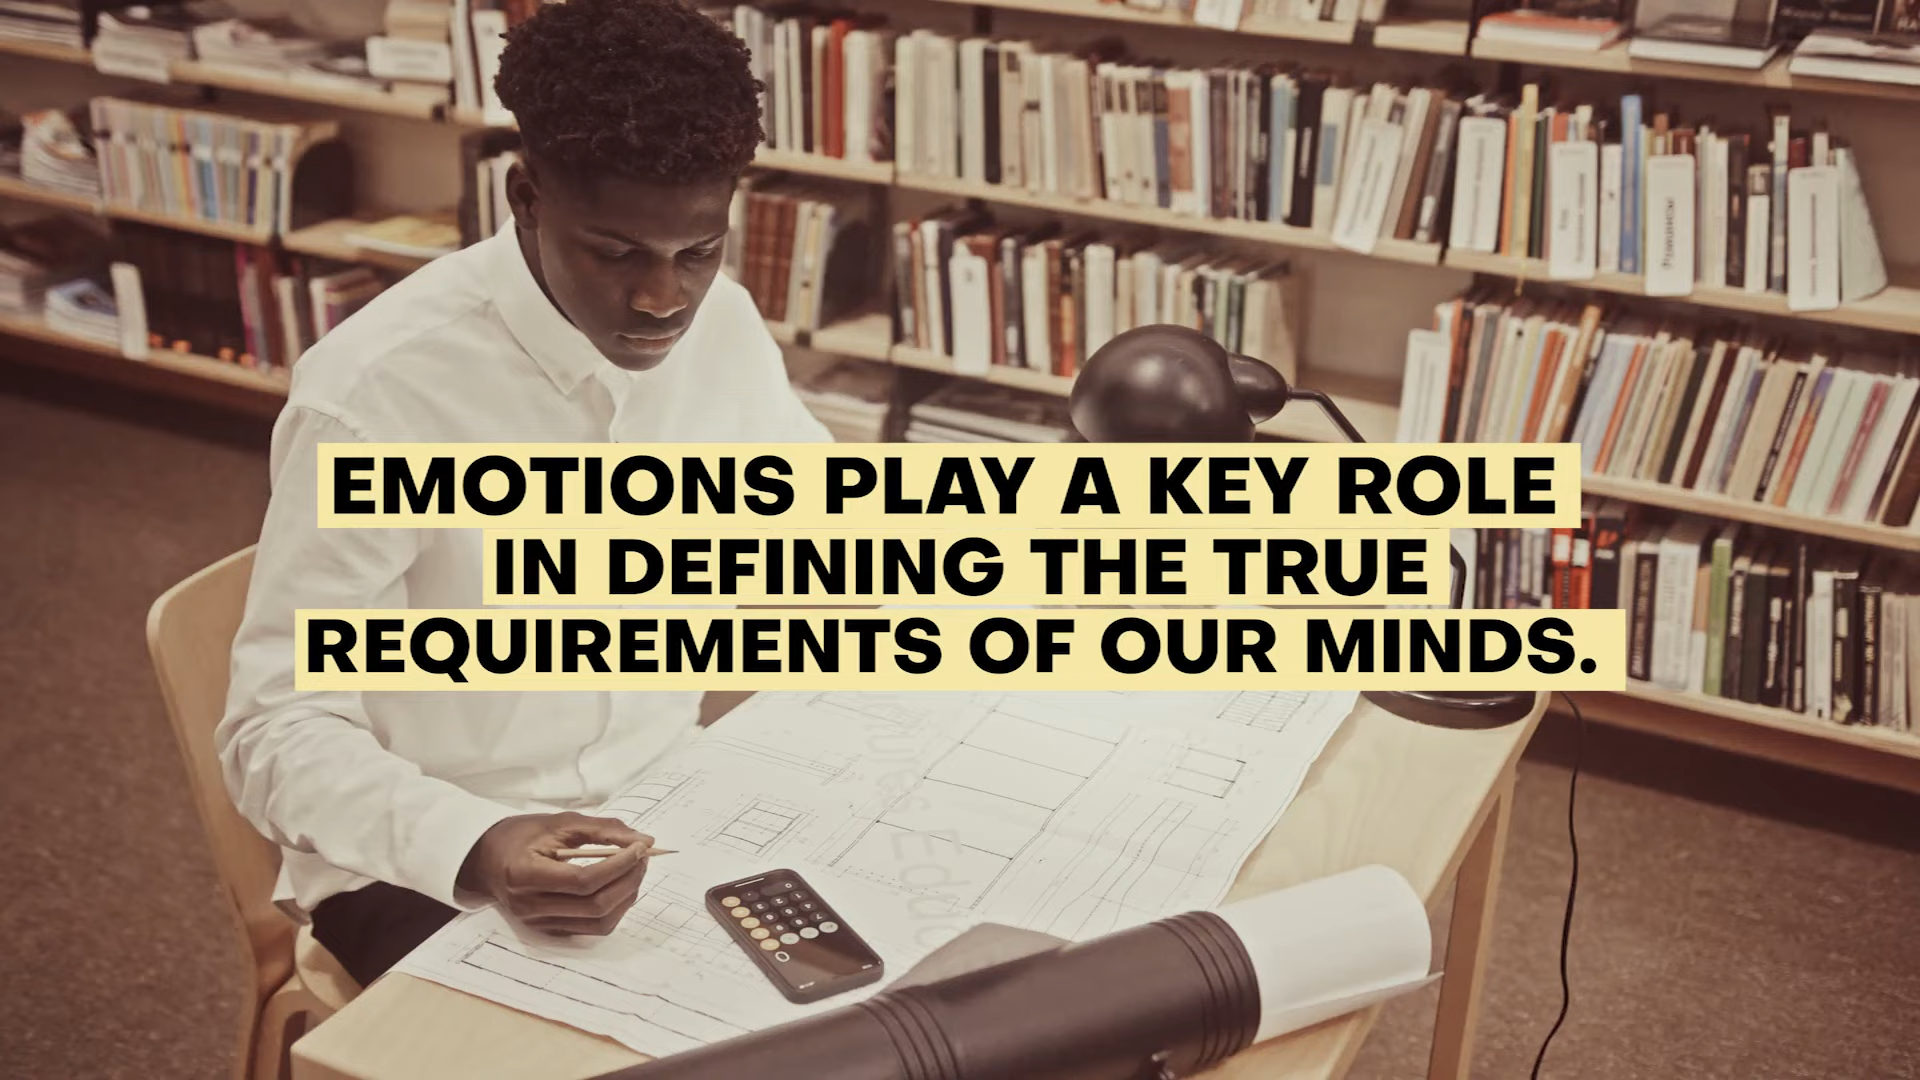 EMOTIONS PLAY A KEY ROLE
IN DEFINING THE TRUE
REQUIREMENTS OF OUR MINDS.